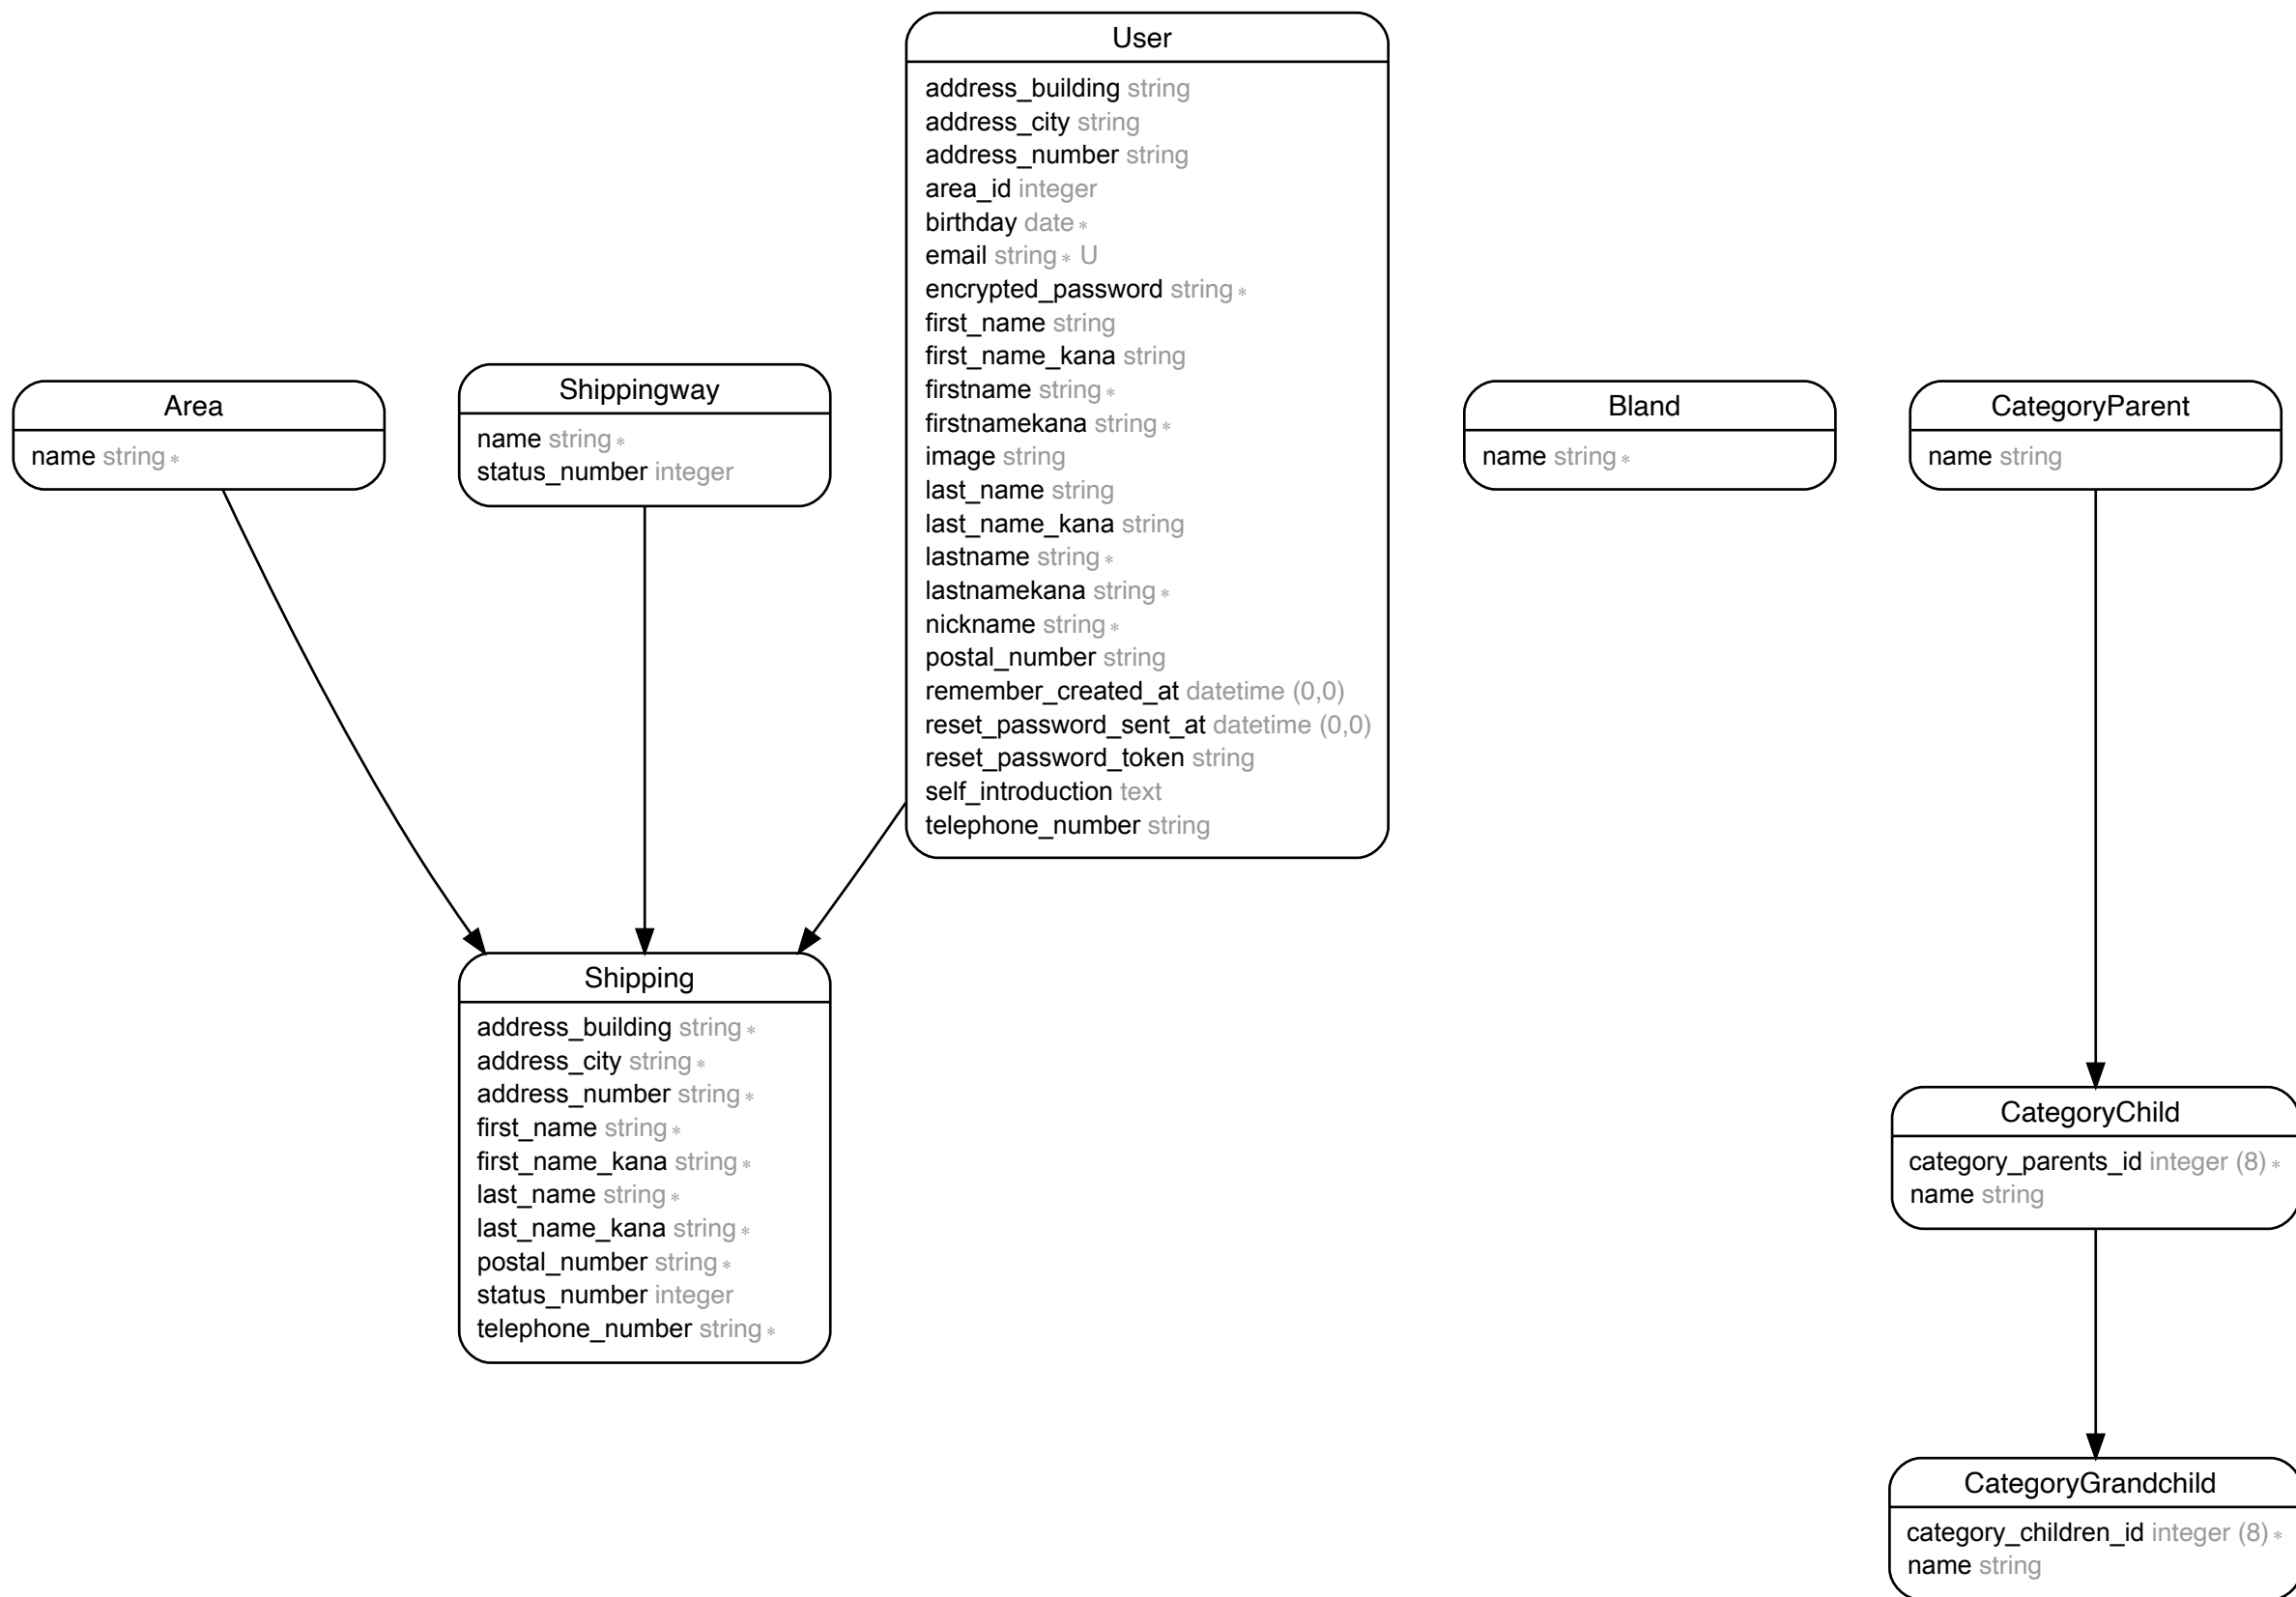 User
address_building string
address_city string
address_number string
area_id integer
birthday date *
email string * U
encrypted_password string *
first_name string
first_name_kana string
firstname string *
firstnamekana string *
image string
last_name string
last_name_kana string
lastname string *
lastnamekana string *
nickname string *
postal_number string
remember_created_at datetime (0,0)
reset_password_sent_at datetime (0,0)
reset_password_token string
self_introduction text
telephone_number string
Area
name string *
Shippingway
name string *
status_number integer
Bland
name string *
CategoryParent
name string
Shipping
address_building string *
address_city string *
address_number string *
first_name string *
first_name_kana string *
last_name string *
last_name_kana string *
postal_number string *
status_number integer
telephone_number string *
CategoryChild
category_parents_id integer (8) *
name string
CategoryGrandchild
category_children_id integer (8) *
name string